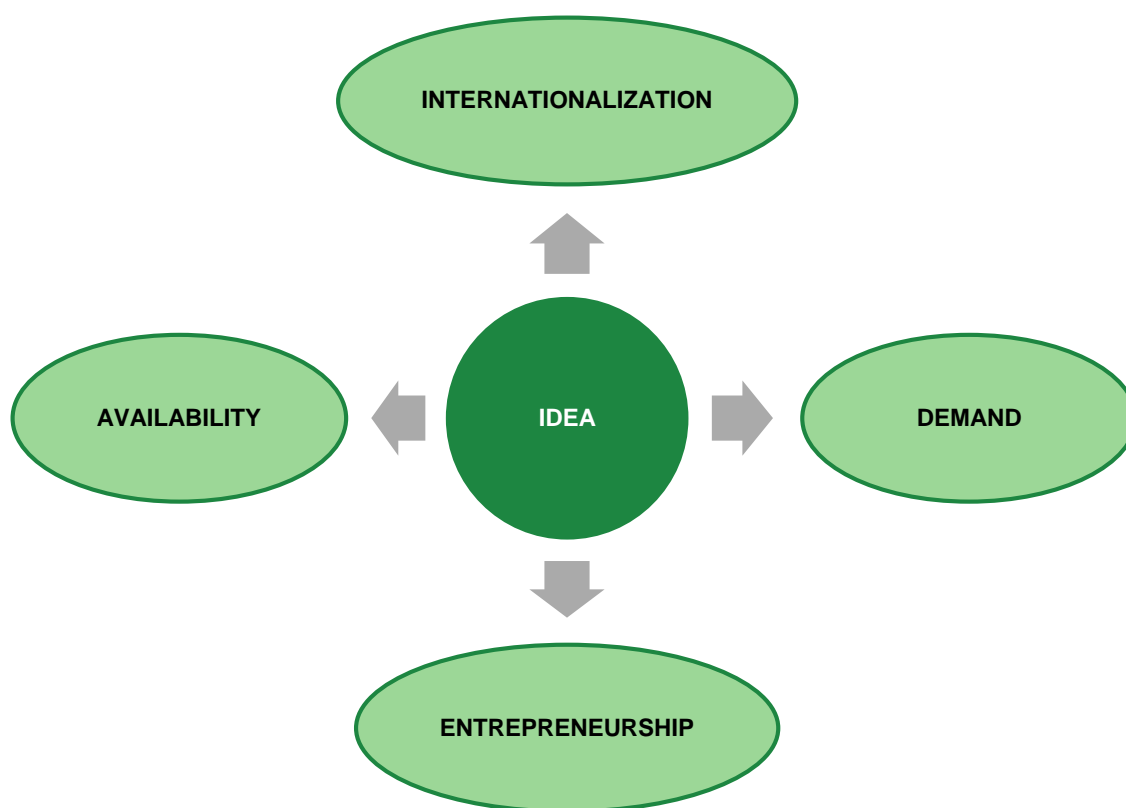 INTERNATIONALIZATION
AVAILABILITY
IDEA
DEMAND
ENTREPRENEURSHIP